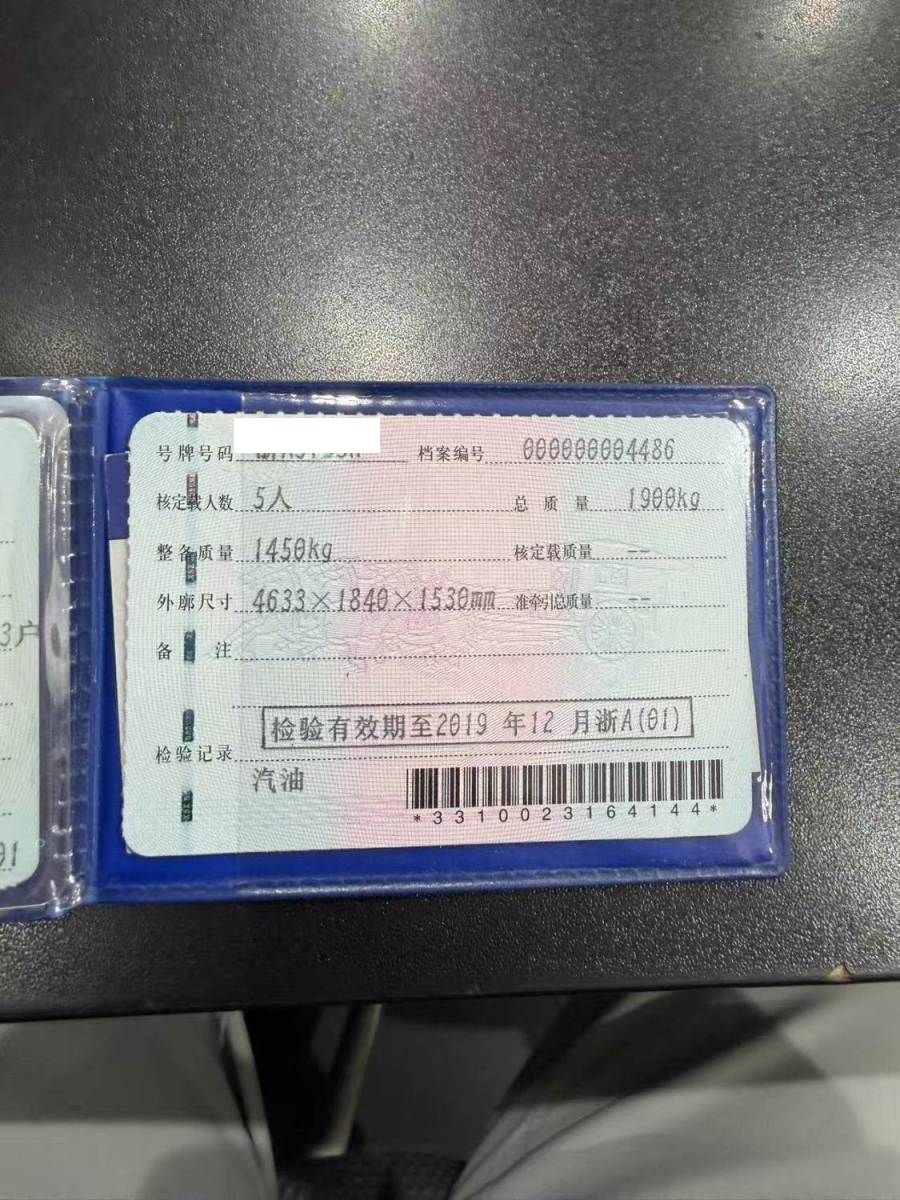 号牌号码 档案编号 000000004486
核定载人数 5人 总质量 1900kg
整备质量 1450kg 核定载质量 --
外廓尺寸 4633×1840×1530mm 准牵引总质量 --
备注
检验有效期至2019 年12 月浙A(01)
检验记录
汽油
*3310023164144*
3户
01